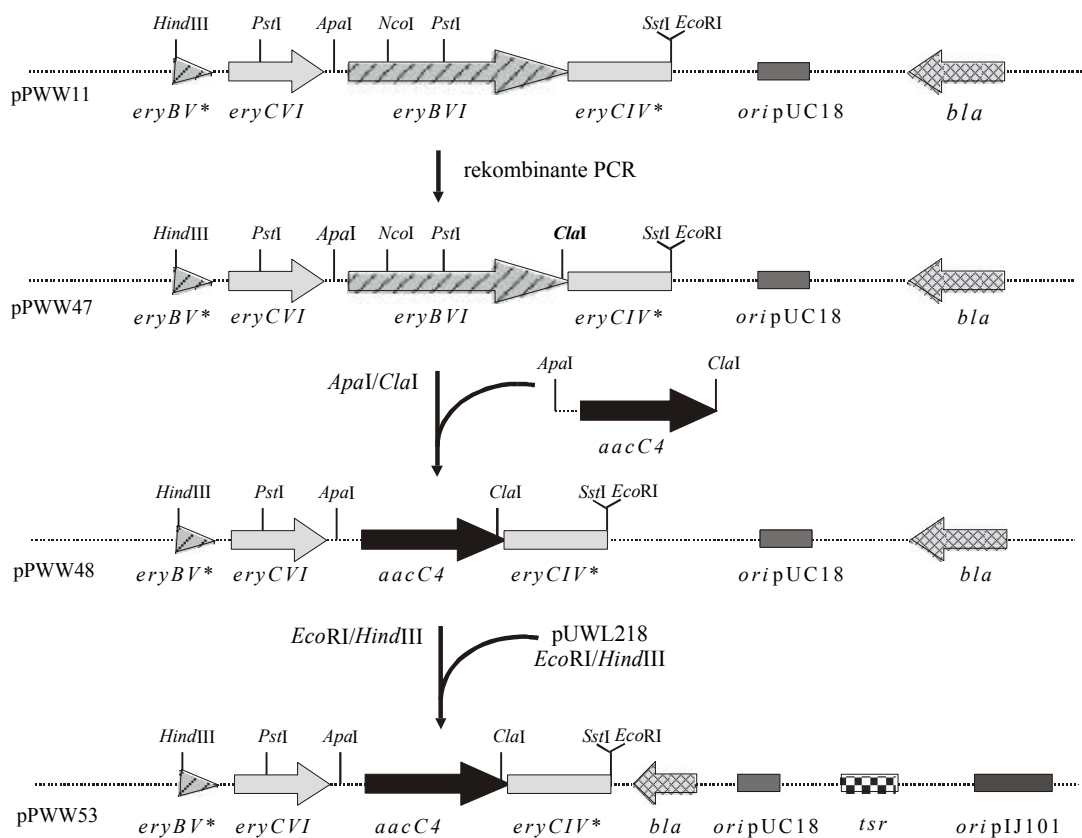 HindIII PstI ApaI NcoI PstI SstI EcoRI
pPWW11
eryBV* eryCVI eryBVI eryCIV* oripUC18 bla
rekombinante PCR
HindIII PstI ApaI NcoI PstI ClaI SstI EcoRI
pPWW47
eryBV* eryCVI eryBVI eryCIV* oripUC18 bla
ApaI/ClaI
ApaI ClaI
aacC4
HindIII PstI ApaI ClaI SstI EcoRI
pPWW48
eryBV* eryCVI aacC4 eryCIV* oripUC18 bla
EcoRI/HindIII
pUWL218
EcoRI/HindIII
HindIII PstI ApaI ClaI SstI EcoRI
pPWW53
eryBV* eryCVI aacC4 eryCIV* bla oripUC18 tsr oripIJ101